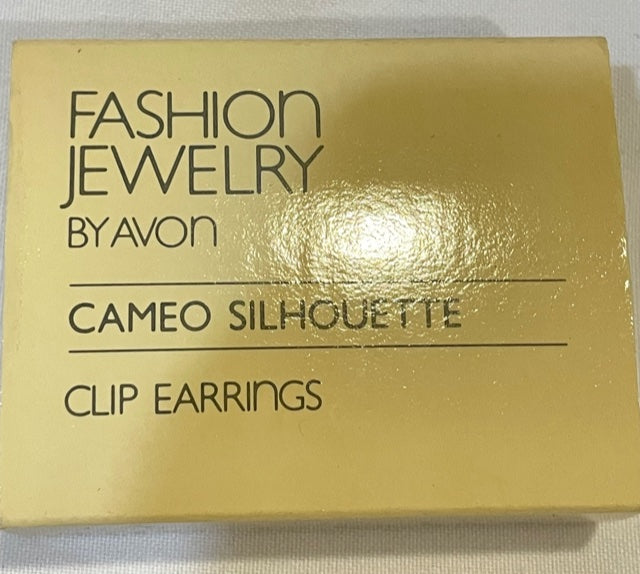 FASHION
JEWELRY
BY AVON
CAMEO SILHOUETTE
CLIP EARRINGS